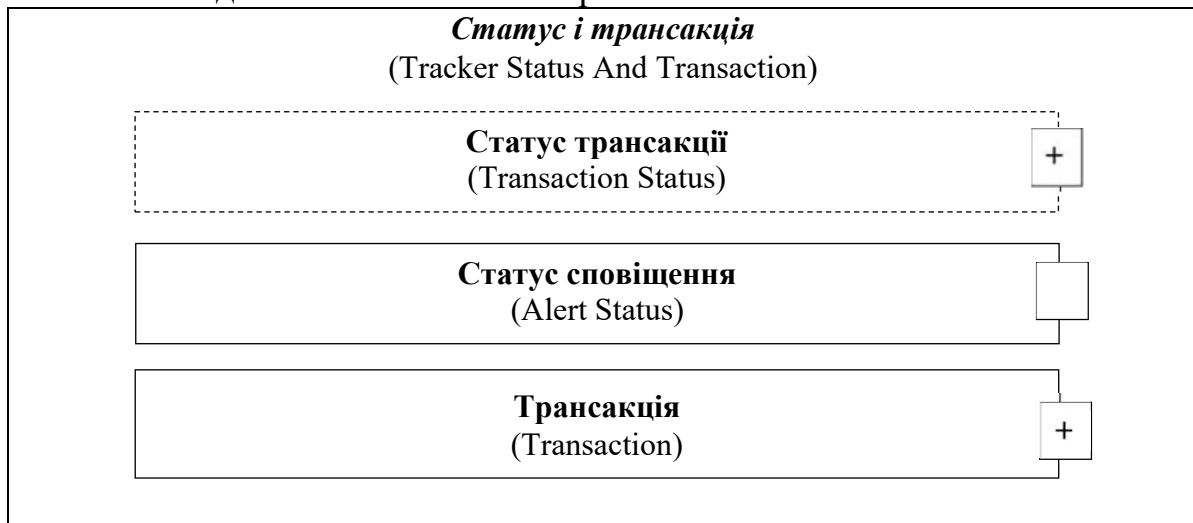 Статус і трансакція
(Tracker Status And Transaction)
Статус трансакції
(Transaction Status)
+
Статус сповіщення
(Alert Status)
Трансакція
(Transaction)
+